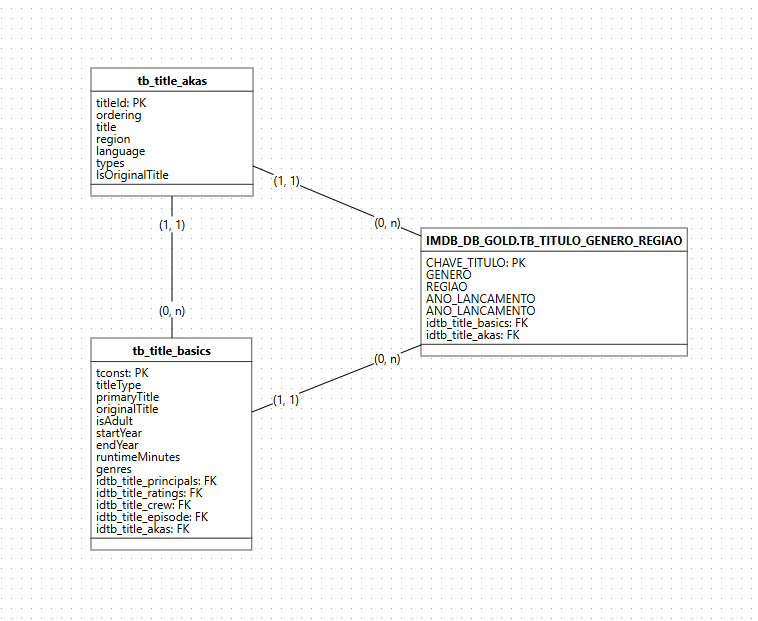 tb_title_akas
titleId: PK
ordering
title
region
language
types
IsOriginalTitle
(1, 1)
(0, n)
(1, 1)
(0, n)
IMDB_DB_GOLD.TB_TITULO_GENERO_REGIAO
CHAVE_TITULO: PK
GENERO
REGIAO
ANO_LANCAMENTO
ANO_LANCAMENTO
idtb_title_basics: FK
idtb_title_akas: FK
tb_title_basics
tconst: PK
titleType
primaryTitle
originalTitle
isAdult
startYear
endYear
runtimeMinutes
genres
idtb_title_principals: FK
idtb_title_ratings: FK
idtb_title_crew: FK
idtb_title_episode: FK
idtb_title_akas: FK
(0, n)
(1, 1)